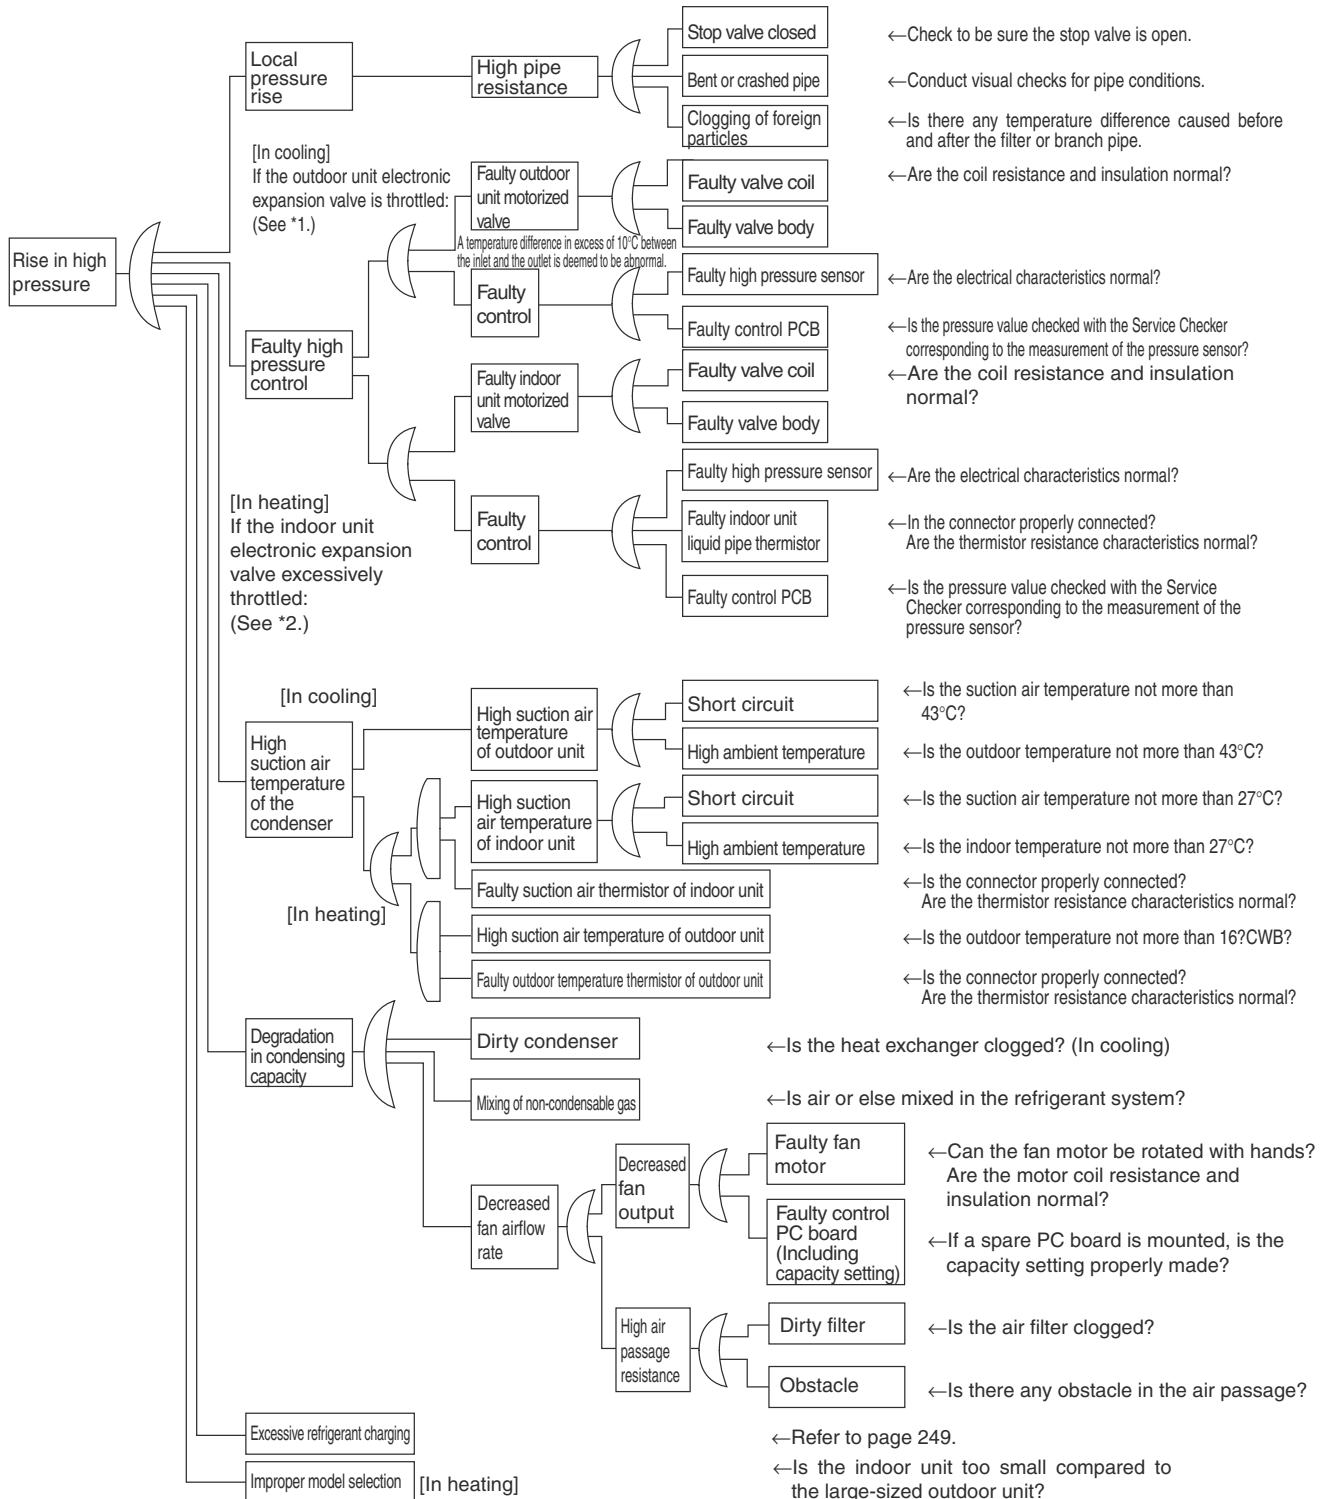 Rise in high
pressure
Local
pressure
rise
High pipe
resistance
Stop valve closed
←Check to be sure the stop valve is open.
Bent or crashed pipe
←Conduct visual checks for pipe conditions.
Clogging of foreign
particles
←Is there any temperature difference caused before
and after the filter or branch pipe.
[In cooling]
If the outdoor unit electronic
expansion valve is throttled:
(See *1.)
Faulty high
pressure
control
Faulty outdoor
unit motorized
valve
Faulty valve coil
←Are the coil resistance and insulation normal?
Faulty valve body
A temperature difference in excess of 10°C between
the inlet and the outlet is deemed to be abnormal.
Faulty
control
Faulty high pressure sensor
←Are the electrical characteristics normal?
Faulty control PCB
←Is the pressure value checked with the Service Checker
corresponding to the measurement of the pressure sensor?
Faulty indoor
unit motorized
valve
Faulty valve coil
←Are the coil resistance and insulation
normal?
Faulty valve body
[In heating]
If the indoor unit
electronic expansion
valve excessively
throttled:
(See *2.)
Faulty
control
Faulty high pressure sensor
←Are the electrical characteristics normal?
Faulty indoor unit
liquid pipe thermistor
←In the connector properly connected?
Are the thermistor resistance characteristics normal?
Faulty control PCB
←Is the pressure value checked with the Service
Checker corresponding to the measurement of the
pressure sensor?
[In cooling]
High
suction air
temperature
of the
condenser
High suction air
temperature
of outdoor unit
Short circuit
←Is the suction air temperature not more than
43°C?
High ambient temperature
←Is the outdoor temperature not more than 43°C?
High suction
air temperature
of indoor unit
Short circuit
←Is the suction air temperature not more than 27°C?
High ambient temperature
←Is the indoor temperature not more than 27°C?
[In heating]
Faulty suction air thermistor of indoor unit
←Is the connector properly connected?
Are the thermistor resistance characteristics normal?
High suction air temperature of outdoor unit
←Is the outdoor temperature not more than 16?CWB?
Faulty outdoor temperature thermistor of outdoor unit
←Is the connector properly connected?
Are the thermistor resistance characteristics normal?
Degradation
in condensing
capacity
Dirty condenser
←Is the heat exchanger clogged? (In cooling)
Mixing of non-condensable gas
←Is air or else mixed in the refrigerant system?
Decreased
fan airflow
rate
Decreased
fan
output
Faulty fan
motor
←Can the fan motor be rotated with hands?
Are the motor coil resistance and
insulation normal?
Faulty control
PC board
(Including
capacity setting)
←If a spare PC board is mounted, is the
capacity setting properly made?
High air
passage
resistance
Dirty filter
←Is the air filter clogged?
Obstacle
←Is there any obstacle in the air passage?
Excessive refrigerant charging
←Refer to page 249.
Improper model selection
[In heating]
←Is the indoor unit too small compared to
the large-sized outdoor unit?